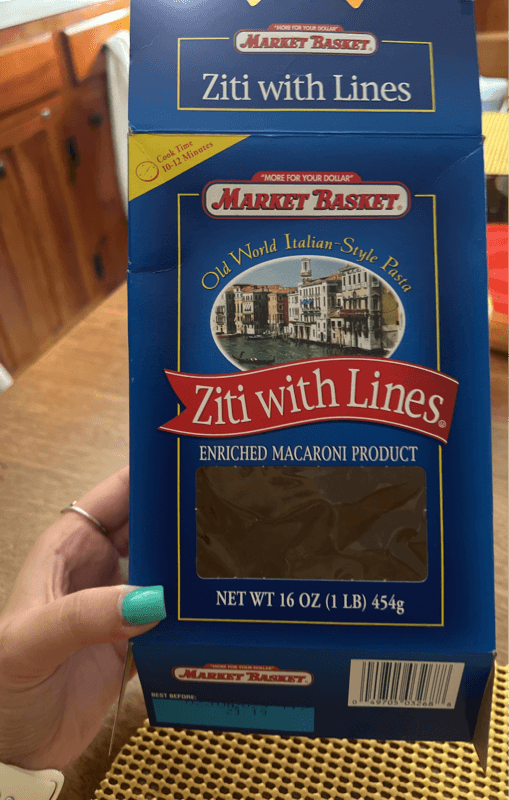 "MORE FOR YOUR DOLLAR"
MARKET BASKET®
Ziti with Lines
Cook Time
10-12 Minutes
"MORE FOR YOUR DOLLAR"
MARKET BASKET®
Old World Italian-Style Pasta
Ziti with Lines®
ENRICHED MACARONI PRODUCT
NET WT 16 OZ (1 LB) 454g
"MORE FOR YOUR DOLLAR"
MARKET BASKET®
BEST BEFORE: